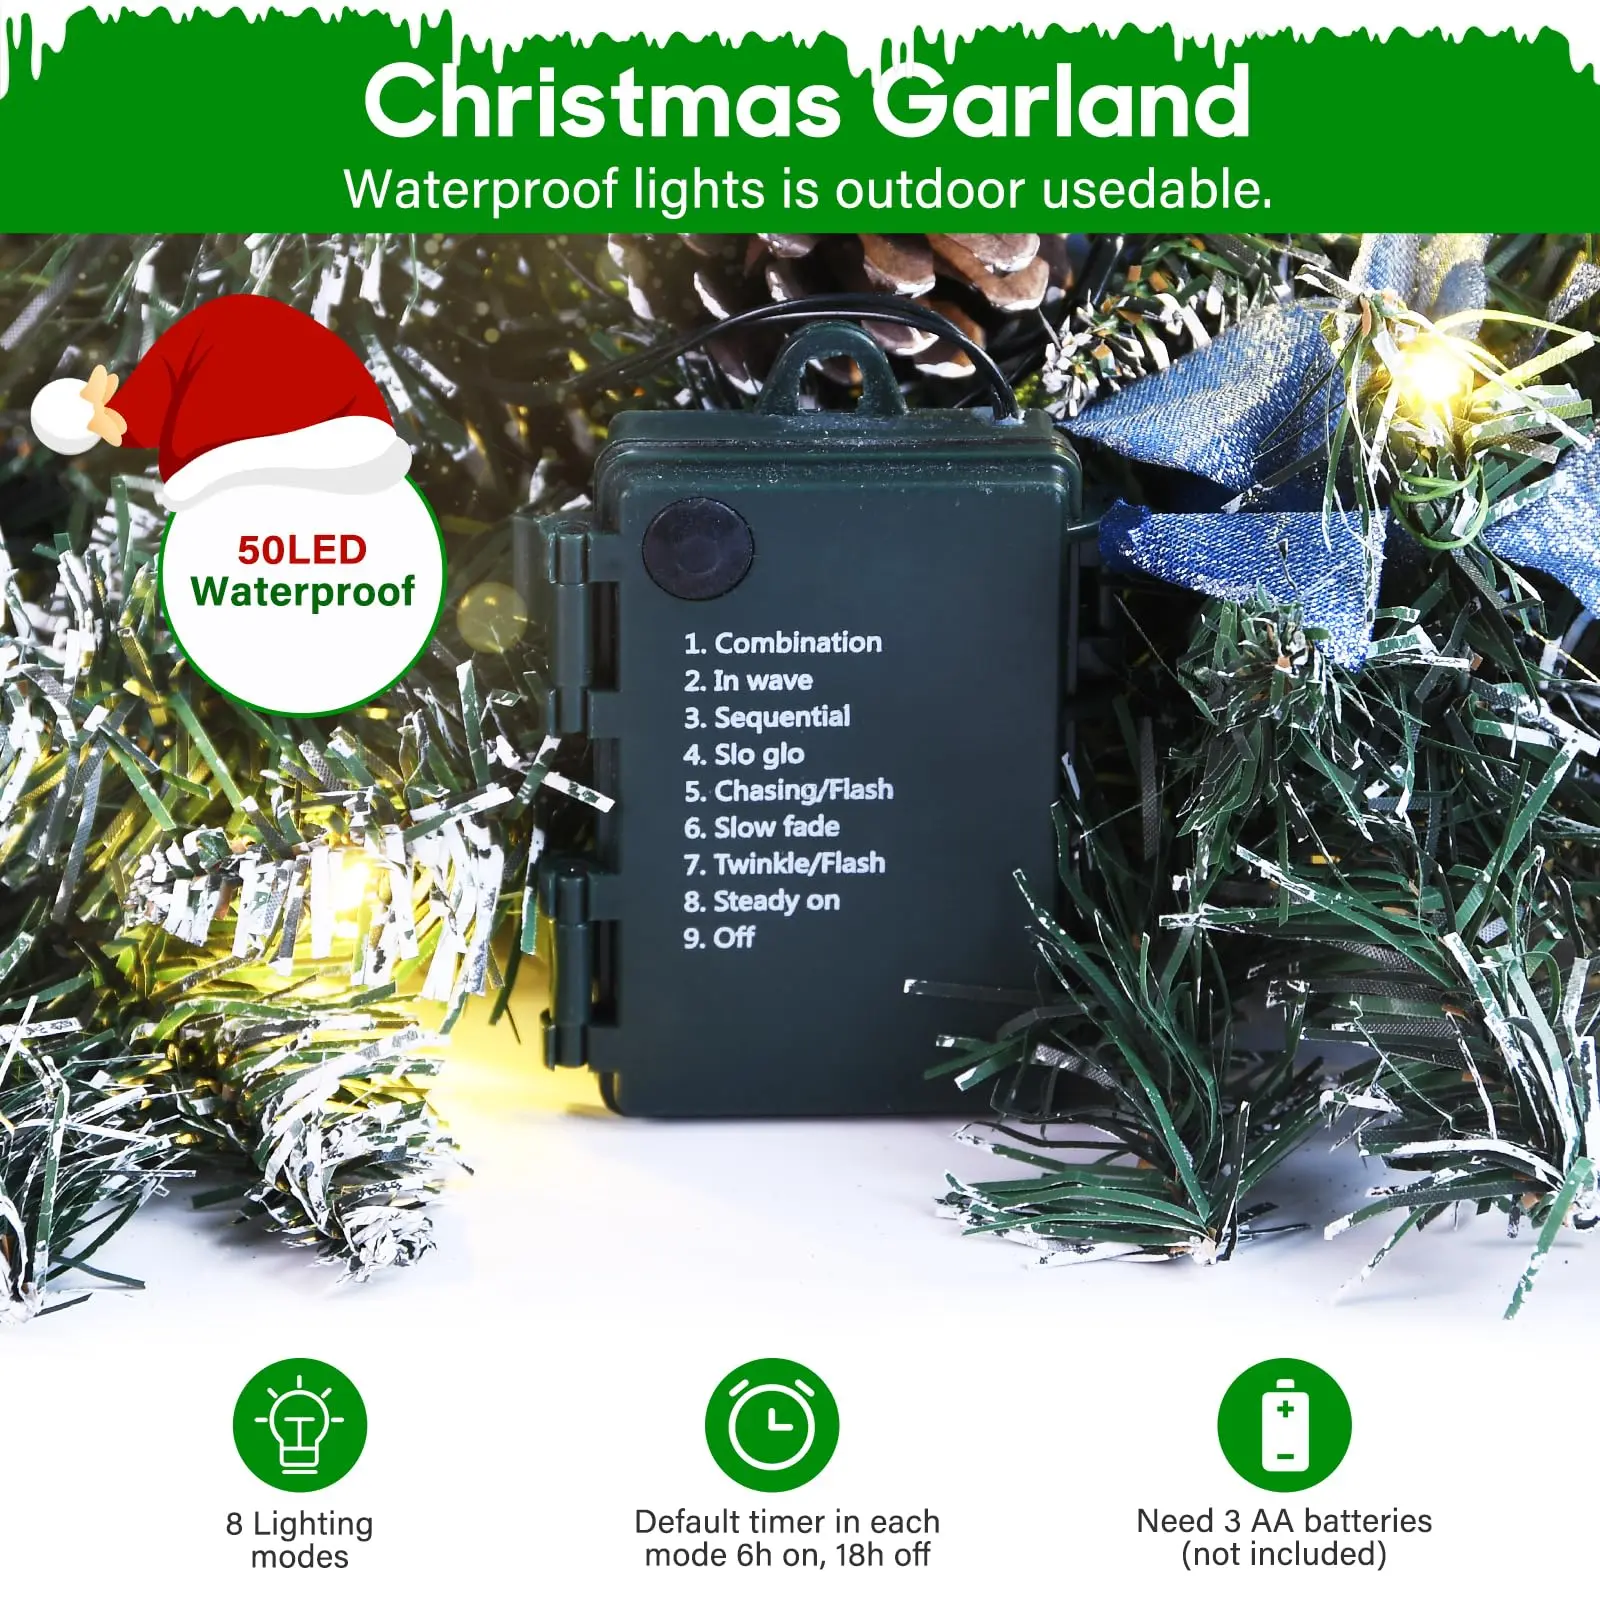 Christmas Garland
Waterproof lights is outdoor usedable.
50LED
Waterproof
1. Combination
2. In wave
3. Sequential
4. Slo glo
5. Chasing/Flash
6. Slow fade
7. Twinkle/Flash
8. Steady on
9. Off
8 Lighting
modes
Default timer in each
mode 6h on, 18h off
Need 3 AA batteries
(not included)